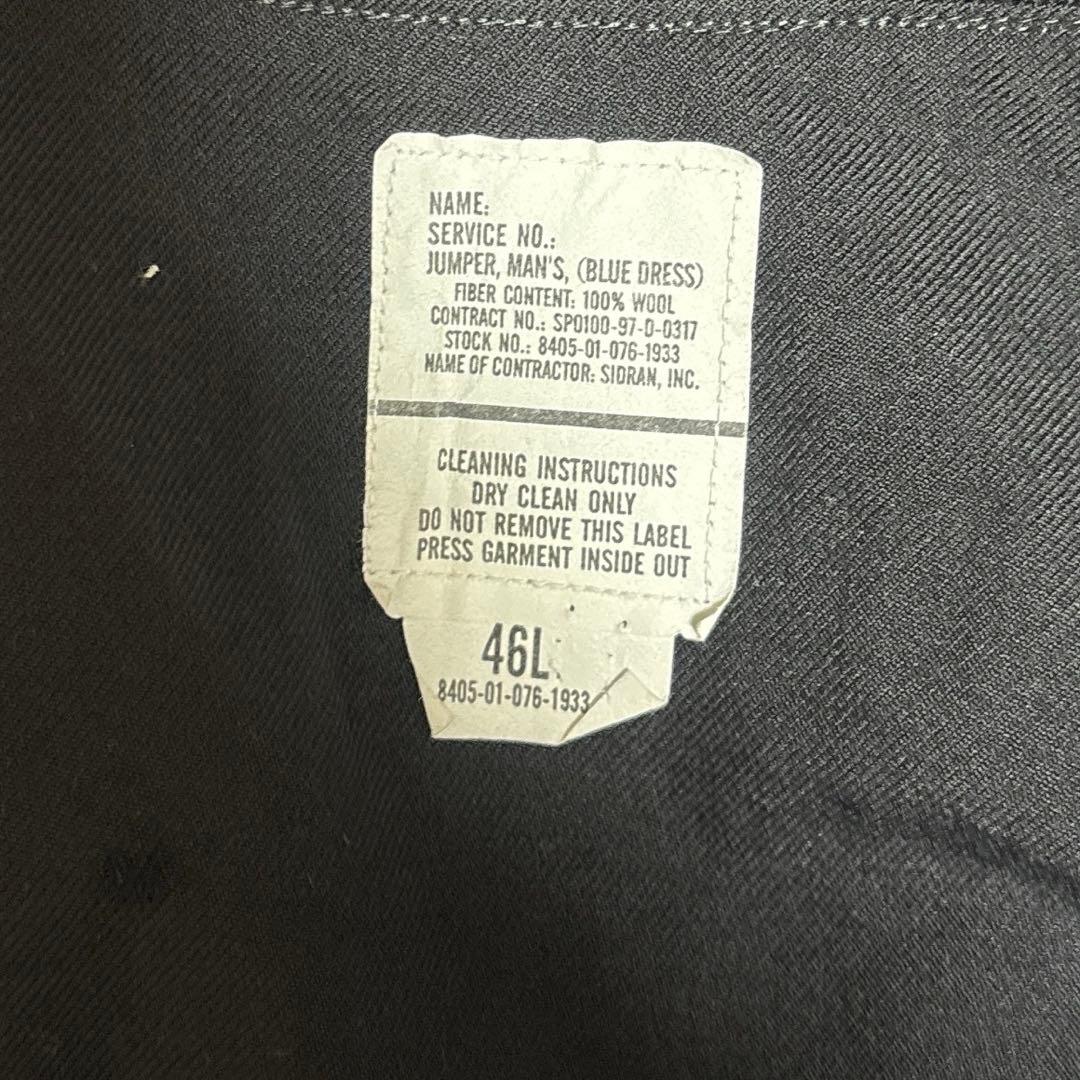 NAME:
SERVICE NO.:
JUMPER, MAN'S, (BLUE DRESS)
FIBER CONTENT: 100% WOOL
CONTRACT NO.: SPO100-97-D-0317
STOCK NO.: 8405-01-076-1933
NAME OF CONTRACTOR: SIDRAN, INC.
CLEANING INSTRUCTIONS
DRY CLEAN ONLY
DO NOT REMOVE THIS LABEL
PRESS GARMENT INSIDE OUT
46L
8405-01-076-1933